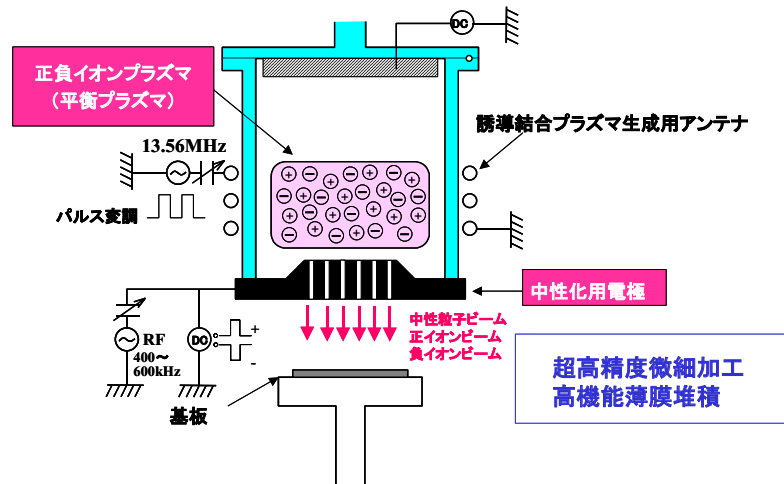 DC
正負イオンプラズマ
（平衡プラズマ）
誘導結合プラズマ生成用アンテナ
13.56MHz
パルス変調
中性化用電極
中性粒子ビーム
正イオンビーム
負イオンビーム
RF
400～
600kHz
DC
+
-
基板
超高精度微細加工
高機能薄膜堆積